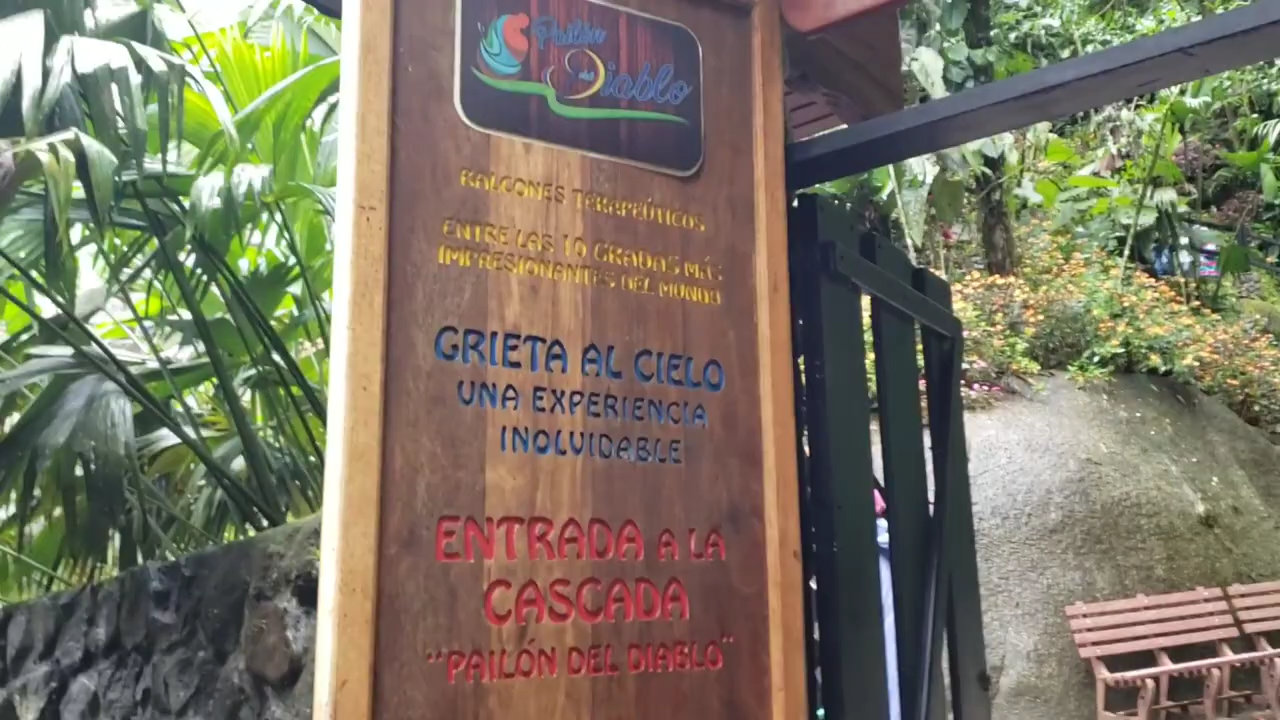 Pailón
del Diablo
BALCONES TERAPEÚTICOS
ENTRE LAS 10 GRADAS MÁS
IMPRESIONANTES DEL MUNDO
GRIETA AL CIELO
UNA EXPERIENCIA
INOLVIDABLE
ENTRADA A LA
CASCADA
"PAILÓN DEL DIABLO"